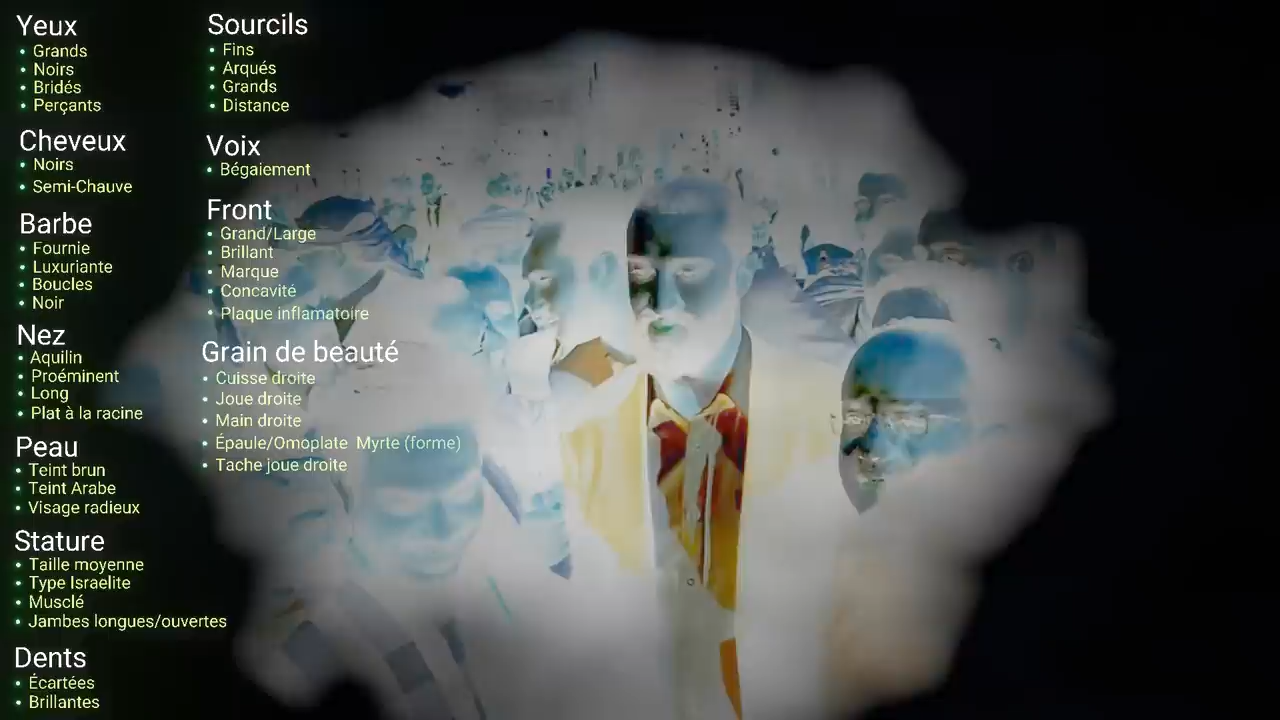 Yeux
• Grands
• Noirs
• Bridés
• Perçants
Cheveux
• Noirs
• Semi-Chauve
Barbe
• Fournie
• Luxuriante
• Boucles
• Noir
Nez
• Aquilin
• Proéminent
• Long
• Plat à la racine
Peau
• Teint brun
• Teint Arabe
• Visage radieux
Stature
• Taille moyenne
• Type Israelite
• Musclé
• Jambes longues/ouvertes
Dents
• Écartées
• Brillantes
Sourcils
• Fins
• Arqués
• Grands
• Distance
Voix
• Bégaiement
Front
• Grand/Large
• Brillant
• Marque
• Concavité
• Plaque inflamatoire
Grain de beauté
• Cuisse droite
• Joue droite
• Main droite
• Épaule/Omoplate Myrte (forme)
• Tache joue droite